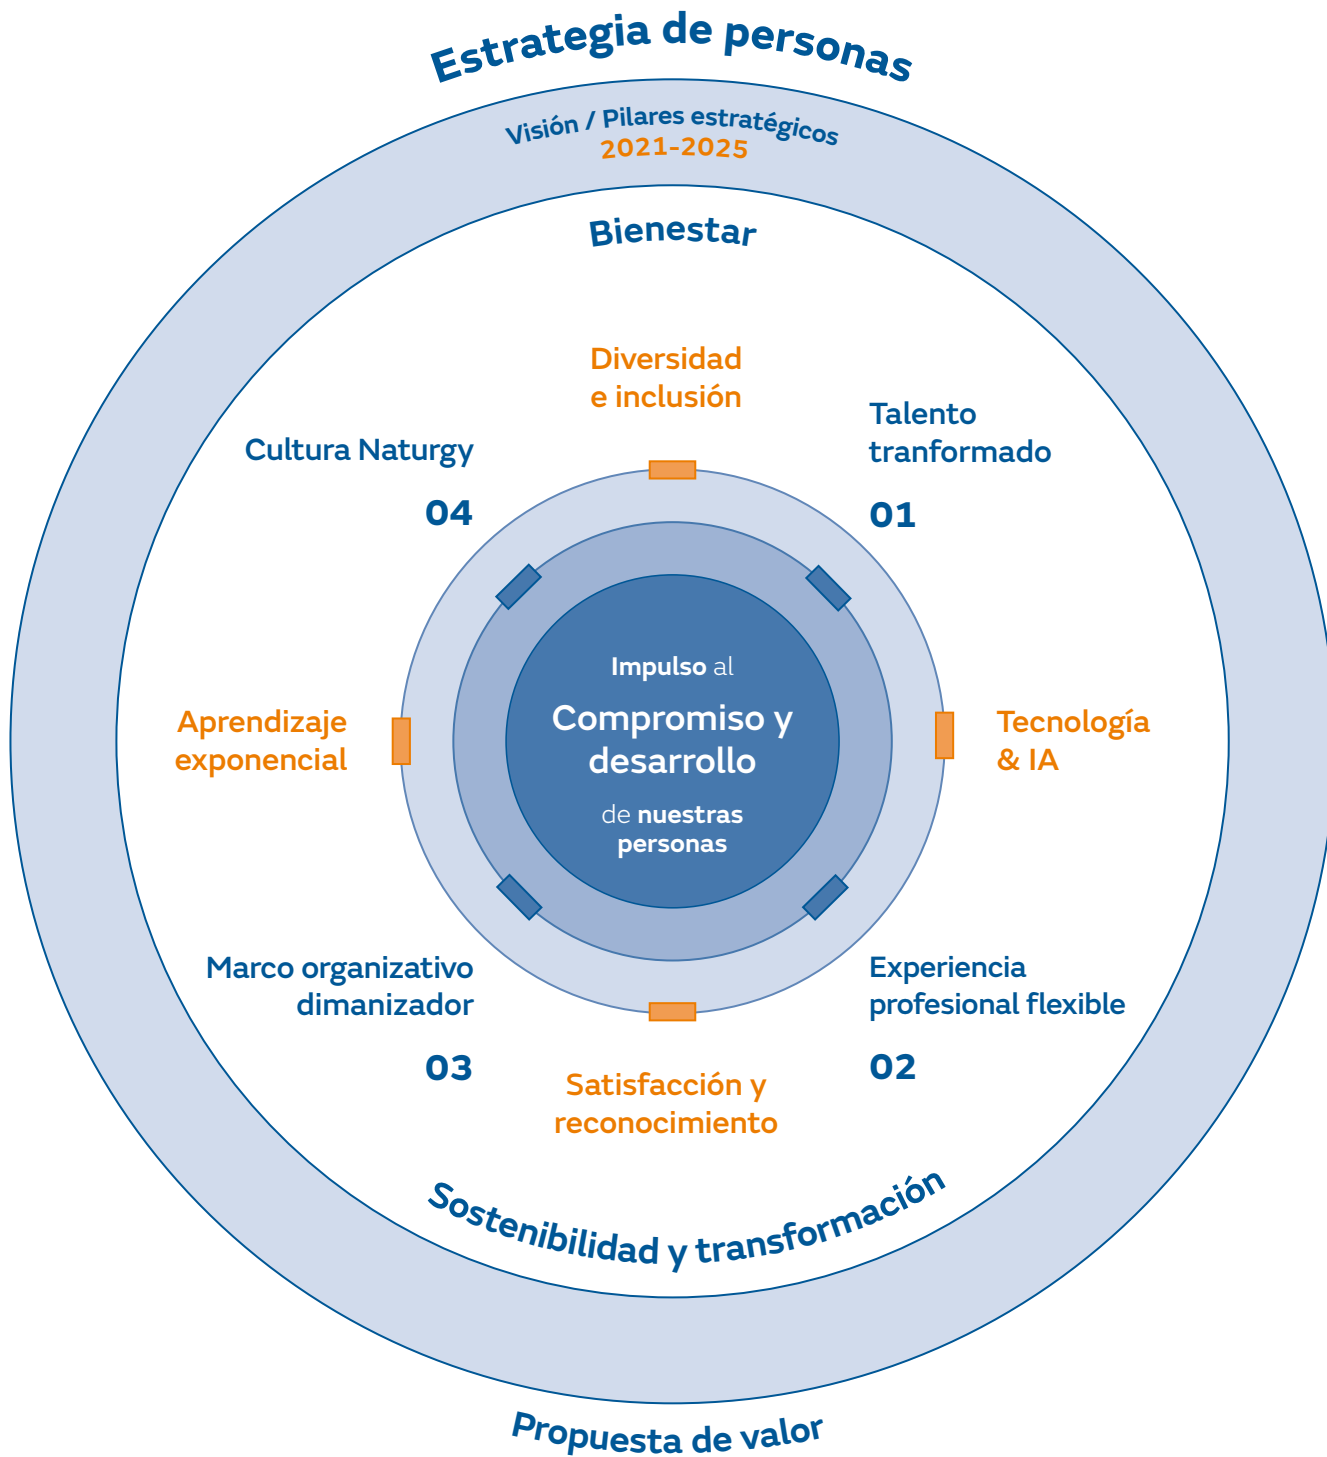 Estrategia de personas
Visión / Pilares estratégicos
2021-2025
Bienestar
Diversidad
e inclusión
Talento
tranformado
01
Cultura Naturgy
04
Impulso al
Compromiso y
desarrollo
de nuestras
personas
Aprendizaje
exponencial
Tecnología
& IA
Marco organizativo
dimanizador
03
Experiencia
profesional flexible
02
Satisfacción y
reconocimiento
Sostenibilidad y transformación
Propuesta de valor